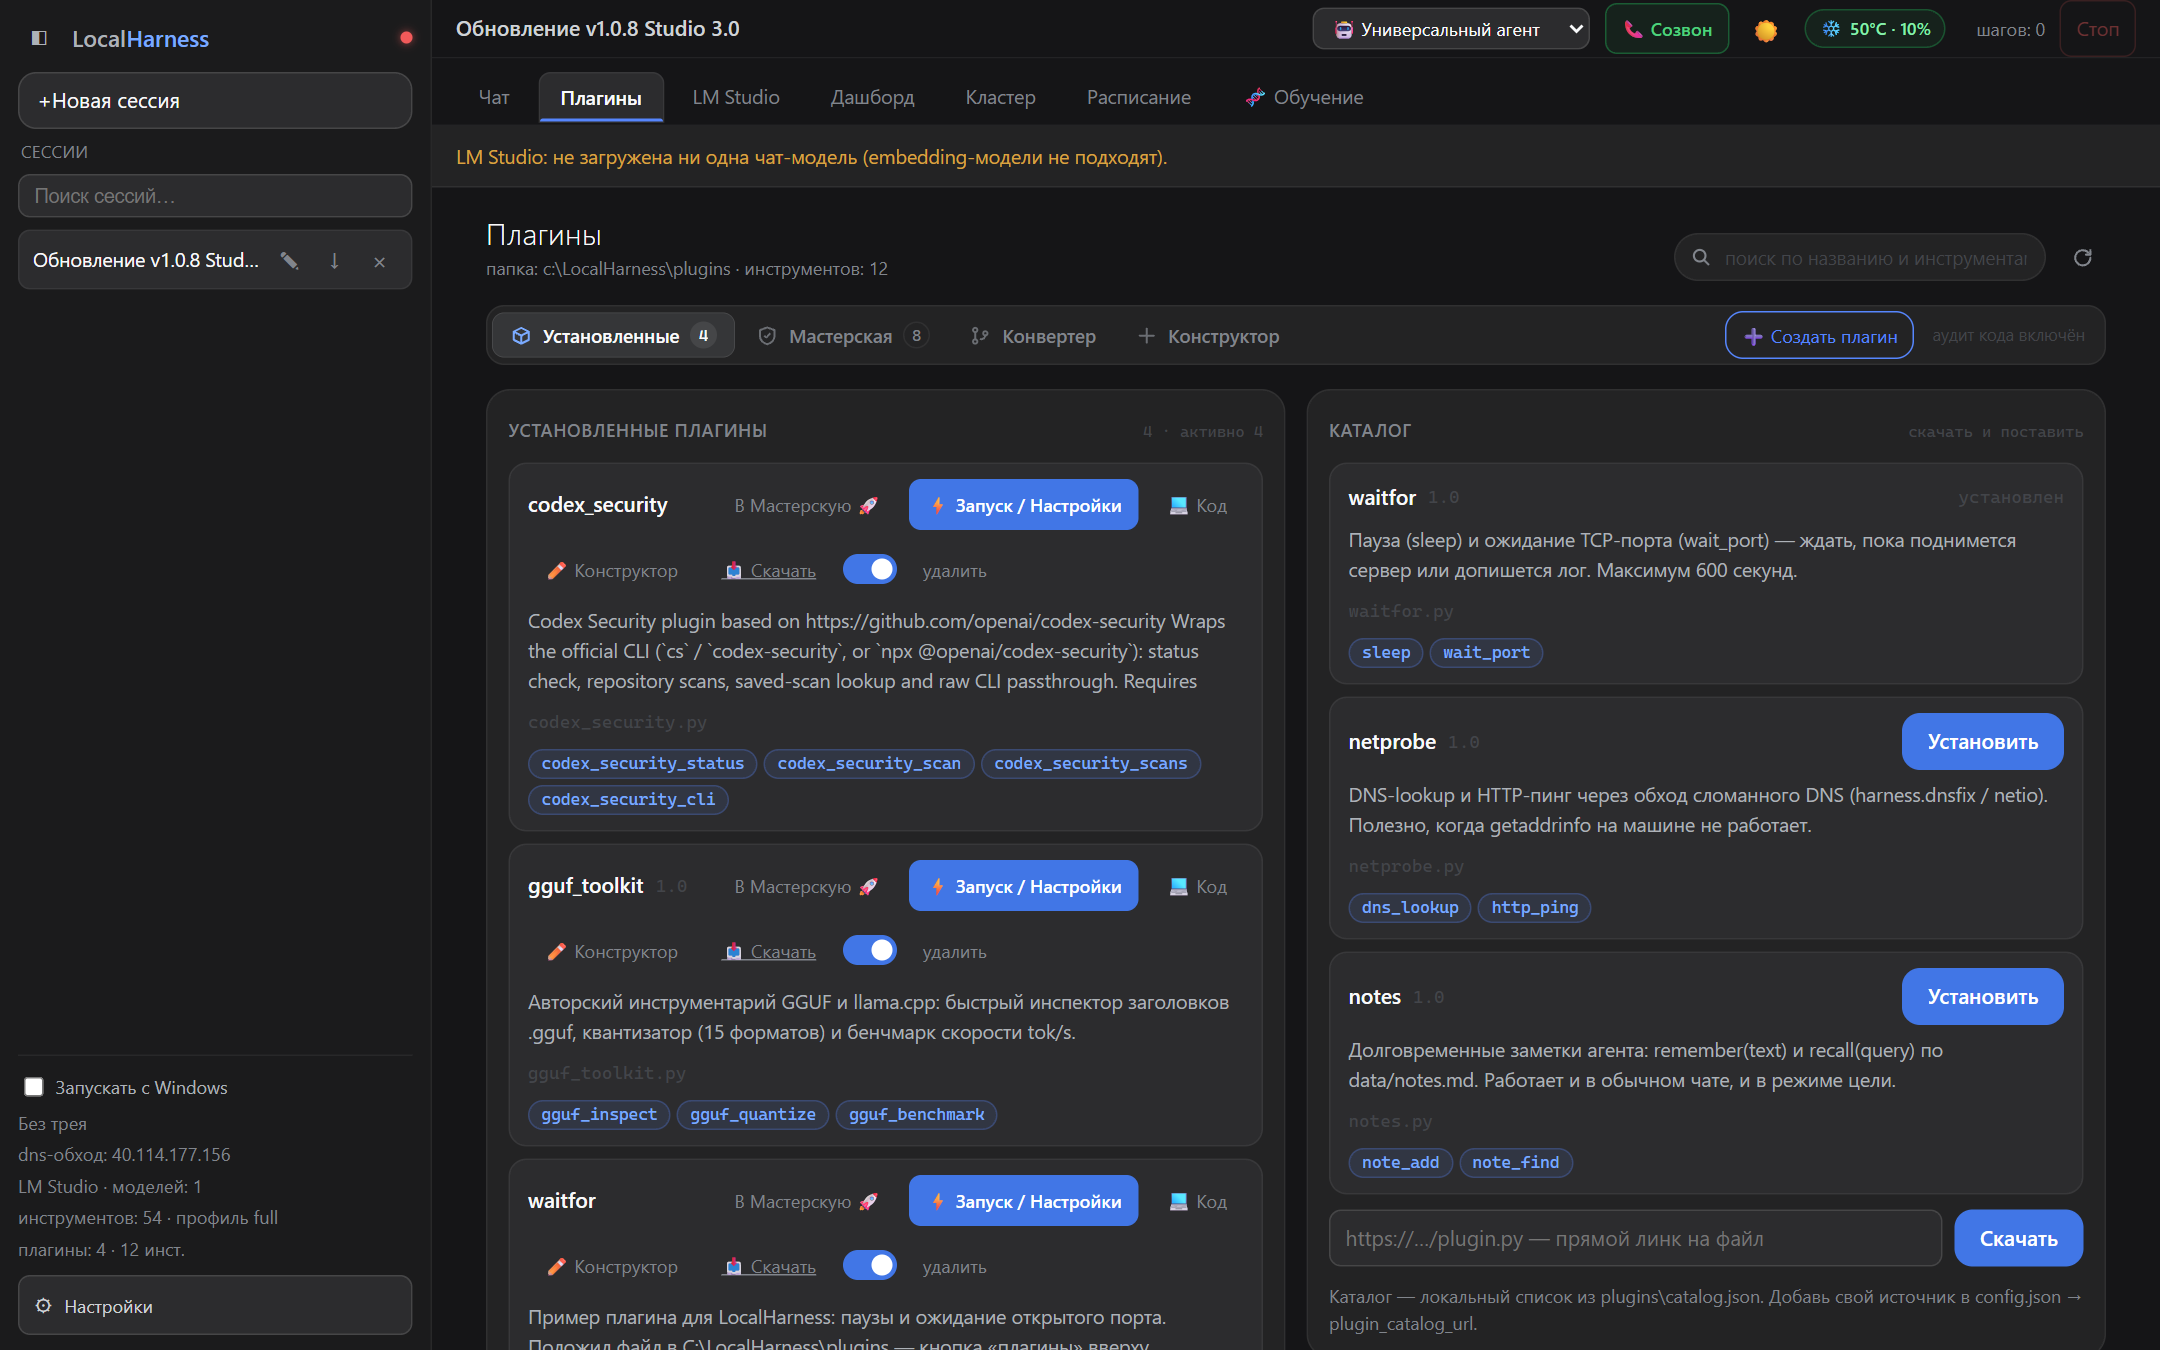 LocalHarness
+Новая сессия
СЕССИИ
Поиск сессий…
Обновление v1.0.8 Stud...
Запускать с Windows
Без трея
dns-обход: 40.114.177.156
LM Studio · моделей: 1
инструментов: 54 · профиль full
плагины: 4 · 12 инст.
Настройки
Обновление v1.0.8 Studio 3.0
Универсальный агент
Созвон
50°C · 10%
шагов: 0
Стоп
Чат
Плагины
LM Studio
Дашборд
Кластер
Расписание
Обучение
LM Studio: не загружена ни одна чат-модель (embedding-модели не подходят).
Плагины
папка: c:\LocalHarness\plugins · инструментов: 12
поиск по названию и инструмента
Установленные 4
Мастерская 8
Конвертер
Конструктор
Создать плагин
аудит кода включён
УСТАНОВЛЕННЫЕ ПЛАГИНЫ
4 · активно 4
codex_security
В Мастерскую
Запуск / Настройки
Код
Конструктор
Скачать
удалить
Codex Security plugin based on https://github.com/openai/codex-security Wraps
the official CLI (`cs` / `codex-security`, or `npx @openai/codex-security`): status
check, repository scans, saved-scan lookup and raw CLI passthrough. Requires
codex_security.py
codex_security_status
codex_security_scan
codex_security_scans
codex_security_cli
gguf_toolkit 1.0
В Мастерскую
Запуск / Настройки
Код
Конструктор
Скачать
удалить
Авторский инструментарий GGUF и llama.cpp: быстрый инспектор заголовков
.gguf, квантизатор (15 форматов) и бенчмарк скорости tok/s.
gguf_toolkit.py
gguf_inspect
gguf_quantize
gguf_benchmark
waitfor
В Мастерскую
Запуск / Настройки
Код
Конструктор
Скачать
удалить
Пример плагина для LocalHarness: паузы и ожидание открытого порта.
Положил файл в C:\LocalHarness\plugins — кнопка «плагины» вверху
КАТАЛОГ
скачать и поставить
waitfor 1.0
установлен
Пауза (sleep) и ожидание TCP-порта (wait_port) — ждать, пока поднимется
сервер или допишется лог. Максимум 600 секунд.
waitfor.py
sleep
wait_port
netprobe 1.0
Установить
DNS-lookup и HTTP-пинг через обход сломанного DNS (harness.dnsfix / netio).
Полезно, когда getaddrinfo на машине не работает.
netprobe.py
dns_lookup
http_ping
notes 1.0
Установить
Долговременные заметки агента: remember(text) и recall(query) по
data/notes.md. Работает и в обычном чате, и в режиме цели.
notes.py
note_add
note_find
https://.../plugin.py — прямой линк на файл
Скачать
Каталог — локальный список из plugins\catalog.json. Добавь свой источник в config.json →
plugin_catalog_url.